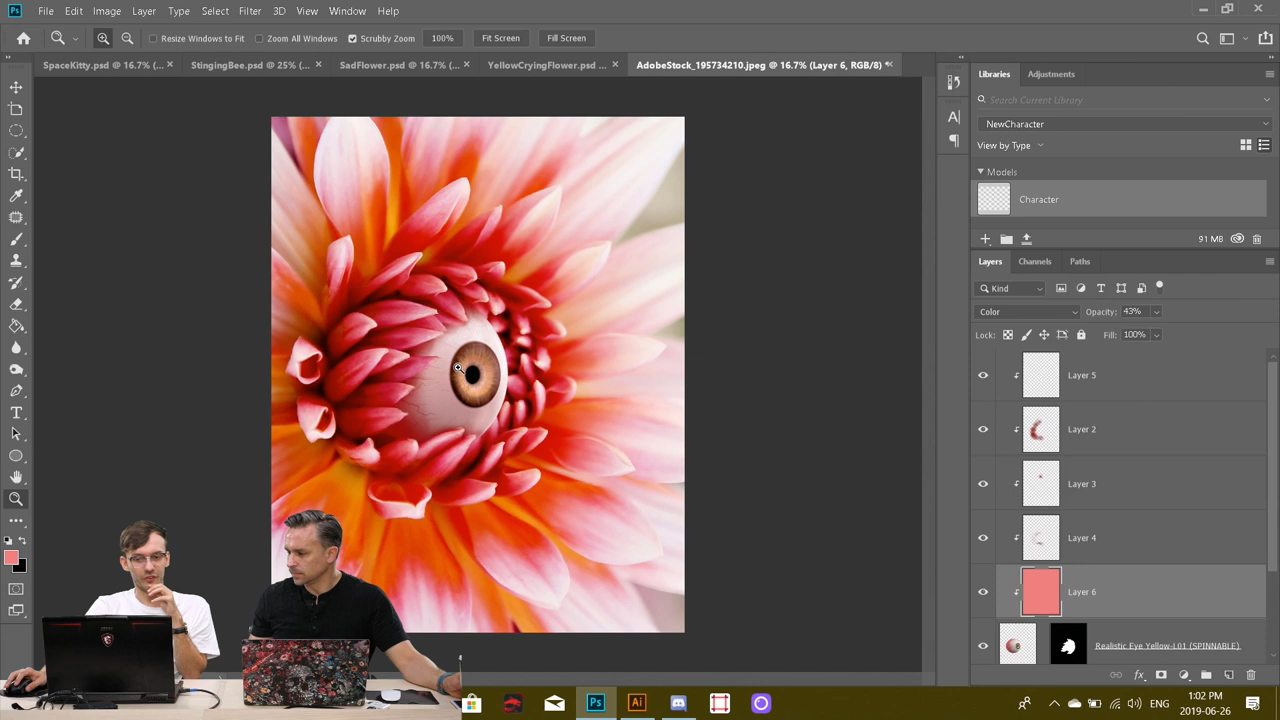 Ps File Edit Image Layer Type Select Filter 3D View Window Help
Resize Windows to Fit Zoom All Windows Scrubby Zoom 100% Fit Screen Fill Screen
SpaceKitty.psd @ 16.7% (... StingingBee.psd @ 25% (... SadFlower.psd @ 16.7% (... YellowCryingFlower.psd ... AdobeStock_195734210.jpeg @ 16.7% (Layer 6, RGB/8) *
Libraries Adjustments
Search Current Library
NewCharacter
View by Type
Models
Character
91 MB
Layers Channels Paths
Kind
Color Opacity: 43%
Lock: Fill: 100%
Layer 5
Layer 2
Layer 3
Layer 4
Layer 6
Realistic Eye Yellow-L01 (SPINNABLE)
fx
Ps Ai
1:02 PM
2019-06-26